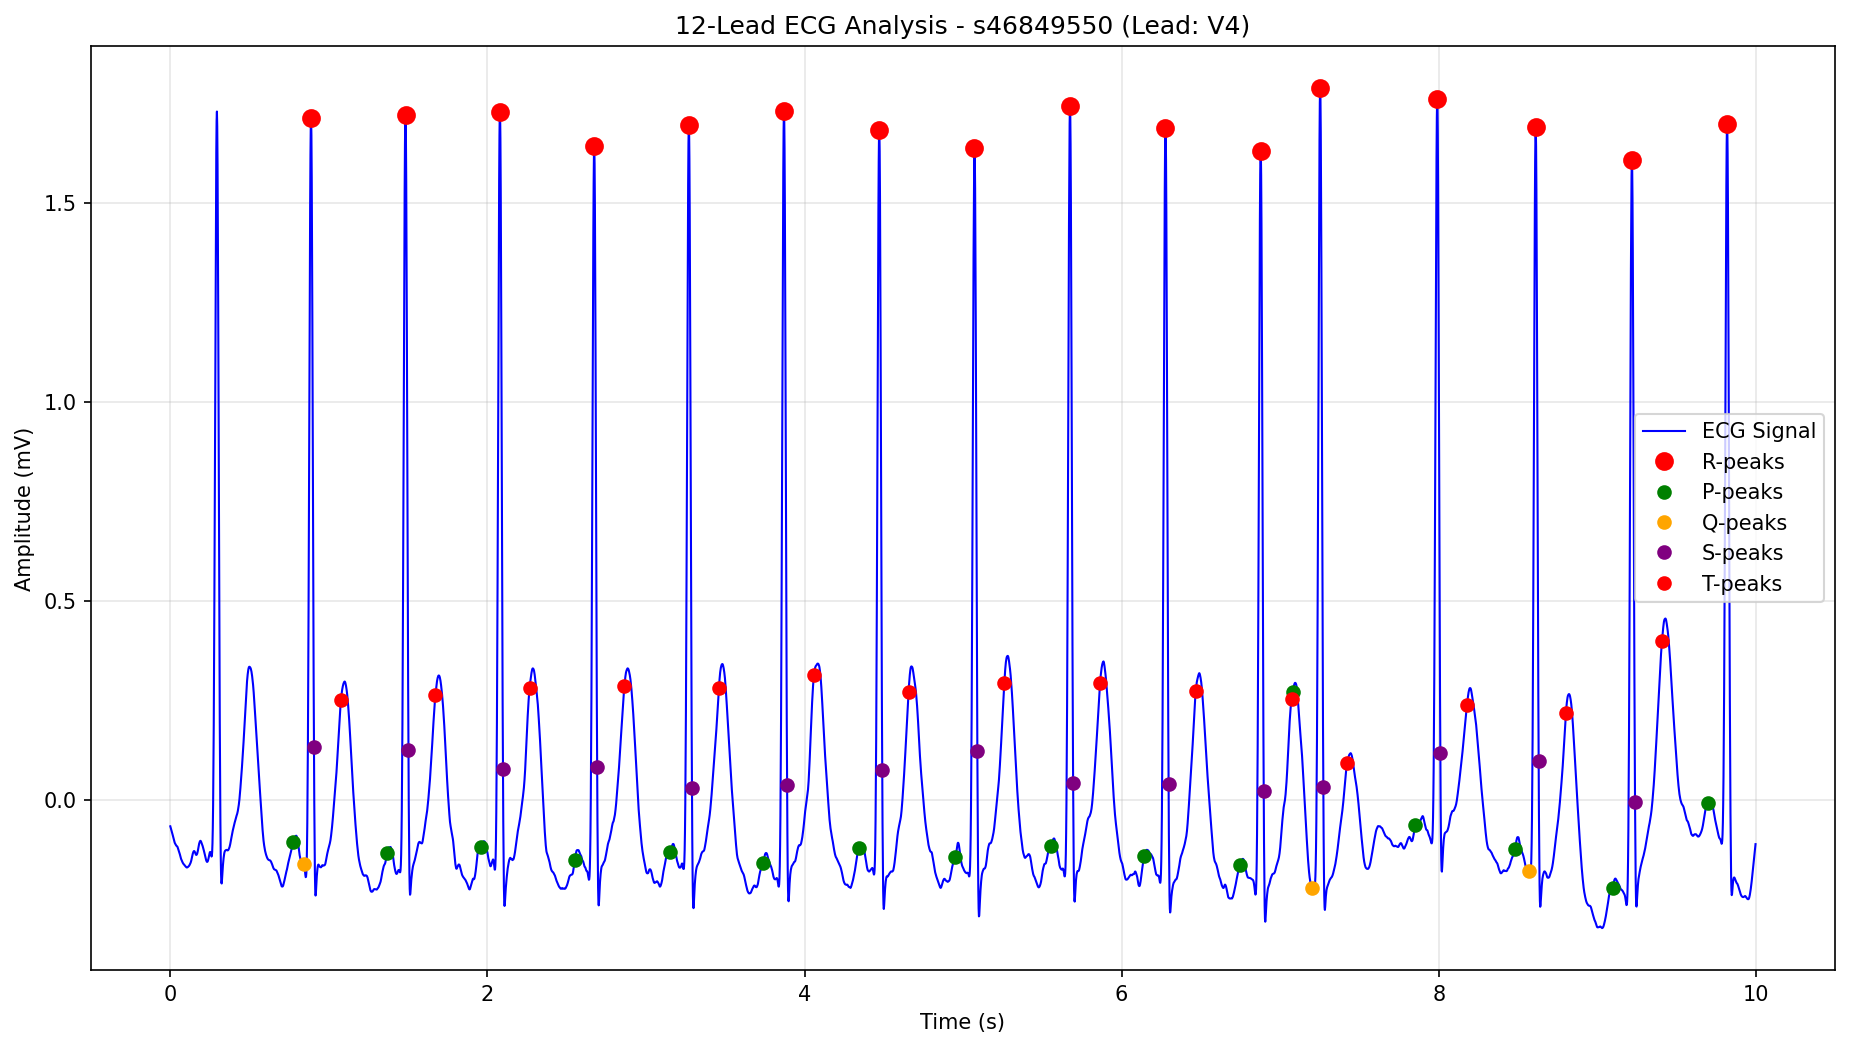 12-Lead ECG Analysis - s46849550 (Lead: V4)
Amplitude (mV)
1.5
1.0
0.5
0.0
ECG Signal
R-peaks
P-peaks
Q-peaks
S-peaks
T-peaks
0 2 4 6 8 10
Time (s)